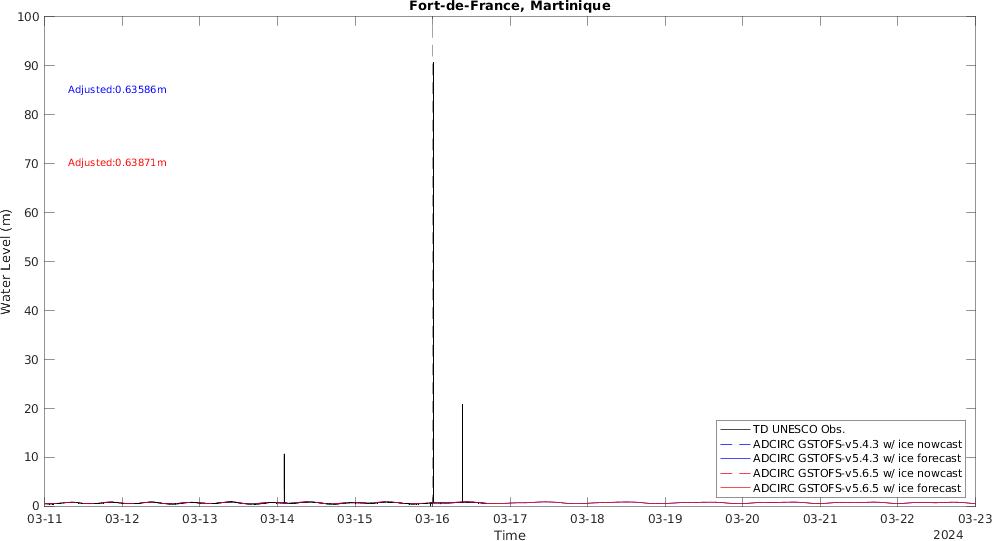 Fort-de-France, Martinique
100
90
80
70
60
50
40
30
20
10
0
Water Level (m)
Adjusted:0.63586m
Adjusted:0.63871m
TD UNESCO Obs.
ADCIRC GSTOFS-v5.4.3 w/ ice nowcast
ADCIRC GSTOFS-v5.4.3 w/ ice forecast
ADCIRC GSTOFS-v5.6.5 w/ ice nowcast
ADCIRC GSTOFS-v5.6.5 w/ ice forecast
03-11 03-12 03-13 03-14 03-15 03-16 03-17 03-18 03-19 03-20 03-21 03-22 03-23
Time
2024